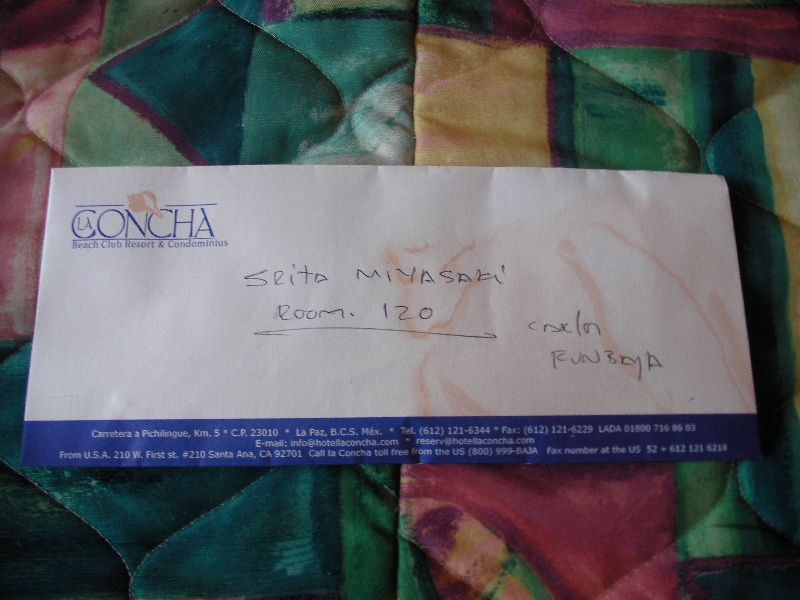 LA CONCHA
Beach Club Resort & Condominius
SRITA MIYASAKI
ROOM. 120
Carlos
FUNBAJA
Carretera a Pichilingue, Km. 5 * C.P. 23010 * La Paz, B.C.S. Méx. * Tel. (612) 121-6344 * Fax: (612) 121-6229 LADA 01800 716 86 03
E-mail: info@hotellaconcha.com * reserv@hotellaconcha.com
From U.S.A. 210 W. First st. #210 Santa Ana, CA 92701 Call la Concha toll free from the US (800) 999-BAJA Fax number at the US 52 + 612 121 6218